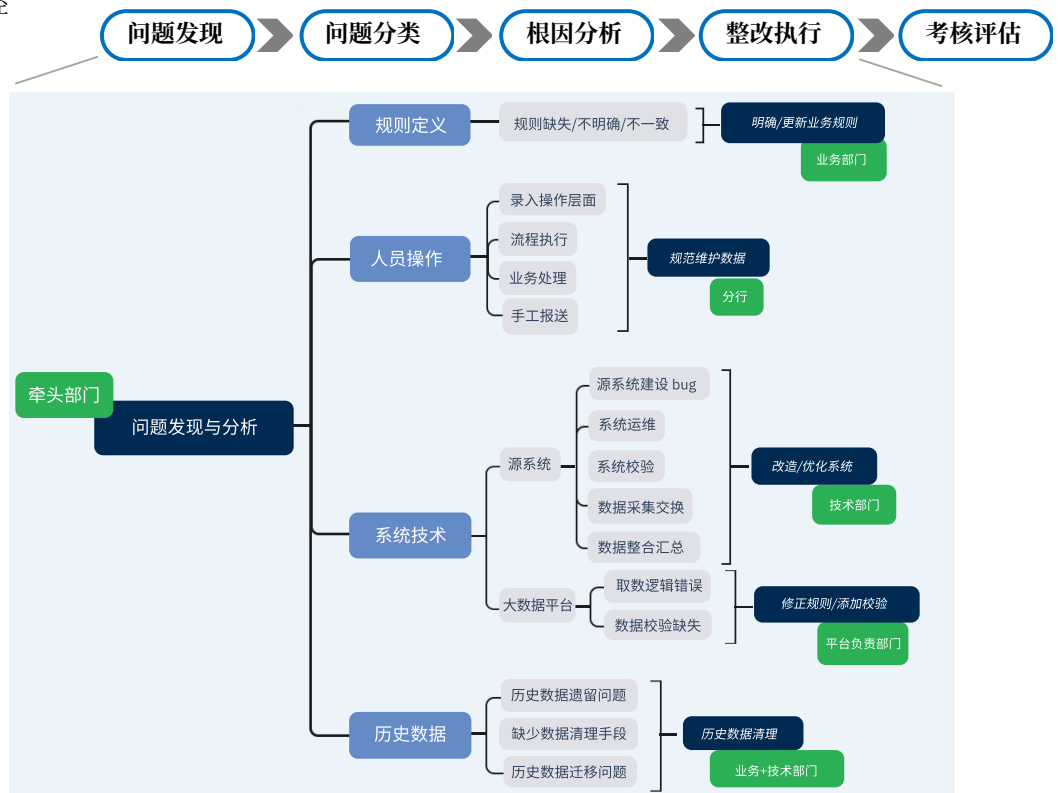 问题发现
问题分类
根因分析
整改执行
考核评估
规则定义
规则缺失/不明确/不一致
明确/更新业务规则
业务部门
人员操作
录入操作层面
流程执行
业务处理
手工报送
规范维护数据
分行
牵头部门
问题发现与分析
系统技术
源系统
源系统建设 bug
系统运维
系统校验
数据采集交换
数据整合汇总
改造/优化系统
技术部门
大数据平台
取数逻辑错误
数据校验缺失
修正规则/添加校验
平台负责部门
历史数据
历史数据遗留问题
缺少数据清理手段
历史数据迁移问题
历史数据清理
业务+技术部门